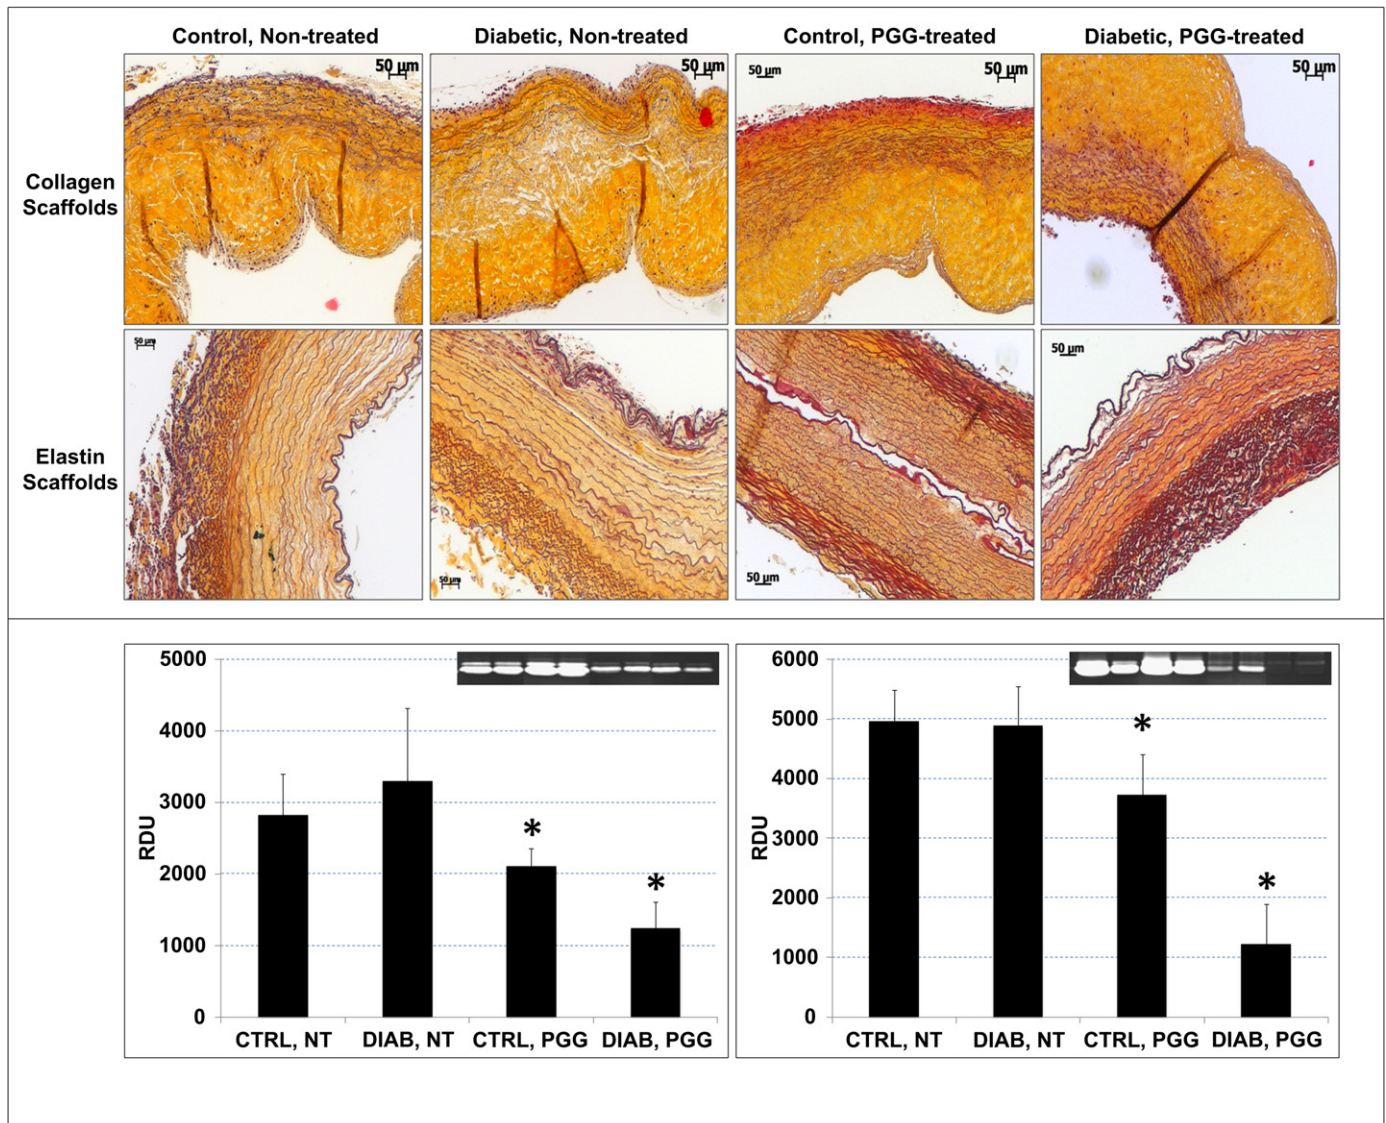 Control, Non-treated
Diabetic, Non-treated
Control, PGG-treated
Diabetic, PGG-treated
Collagen
Scaffolds
50 µm
50 µm
50 µm
50 µm
50 µm
Elastin
Scaffolds
50 µm
50 µm
50 µm
50 µm
5000
4000
3000
2000
1000
0
RDU
*
*
CTRL, NT
DIAB, NT
CTRL, PGG
DIAB, PGG
6000
5000
4000
3000
2000
1000
0
RDU
*
*
CTRL, NT
DIAB, NT
CTRL, PGG
DIAB, PGG